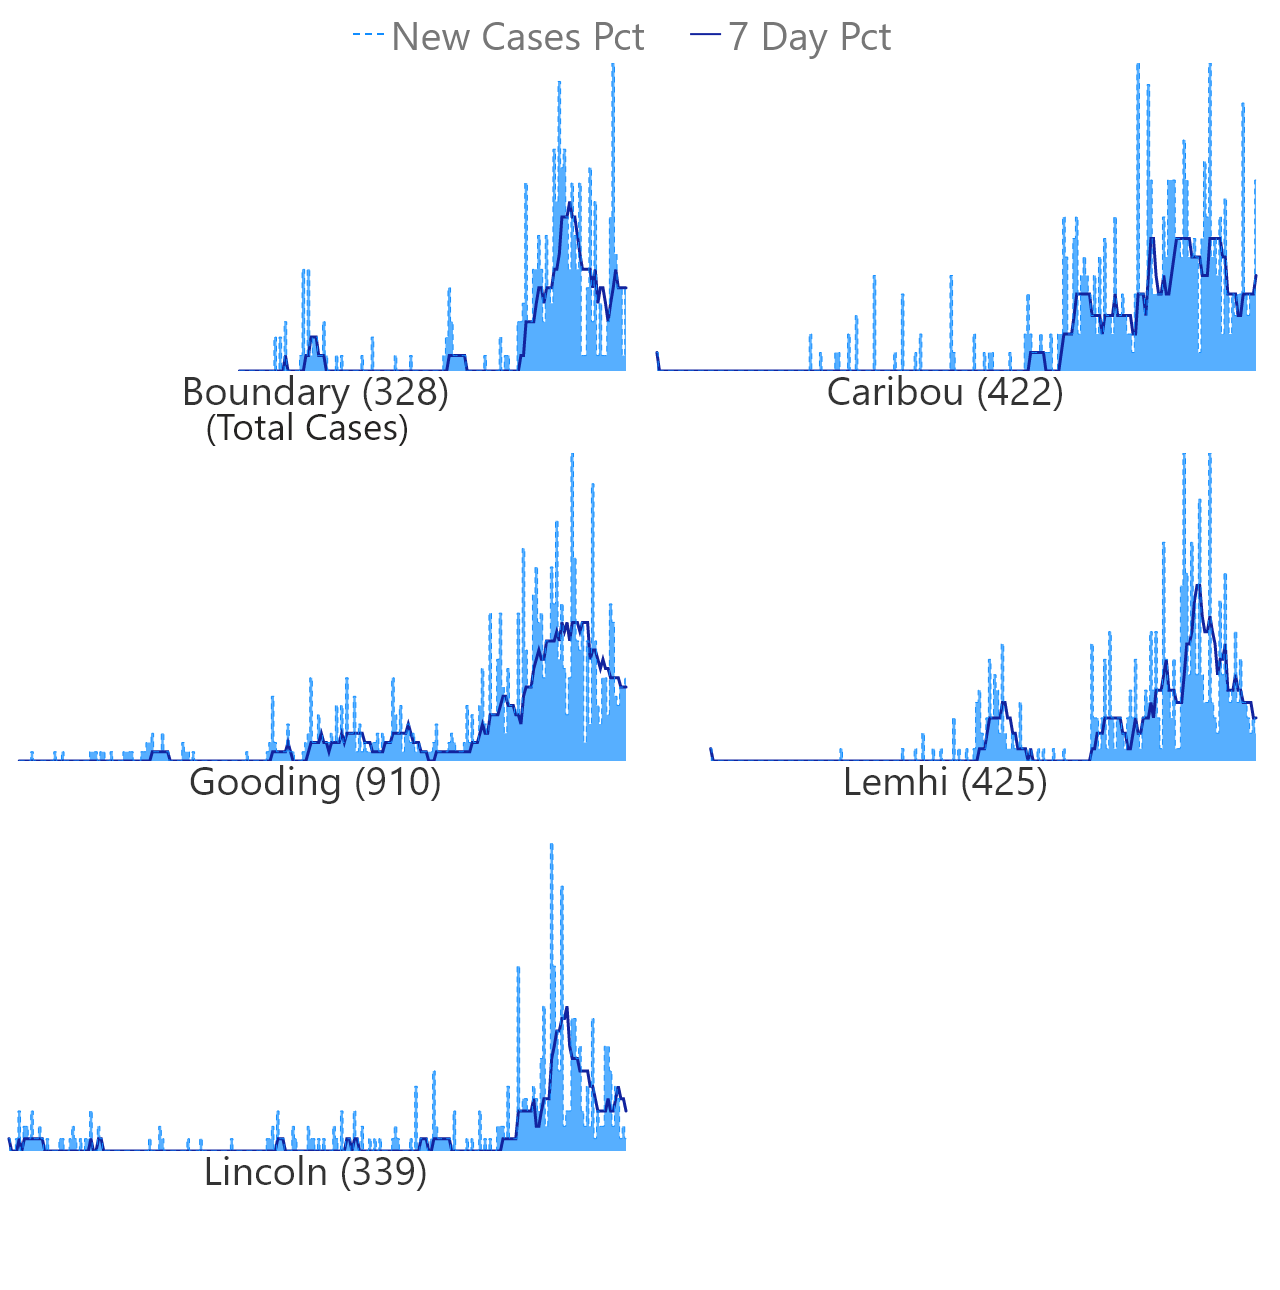 New Cases Pct 7 Day Pct
Boundary (328) Caribou (422)
(Total Cases)
Gooding (910) Lemhi (425)
Lincoln (339)